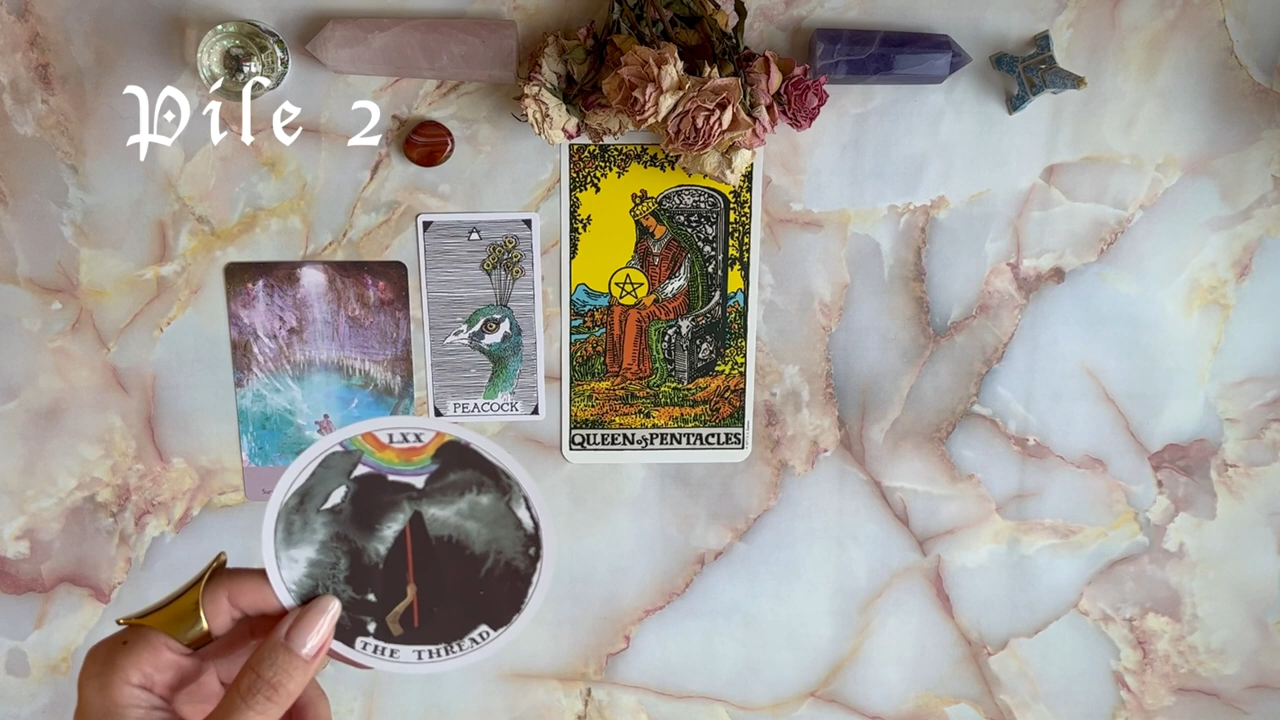 Pile 2
PEACOCK
QUEEN of PENTACLES
LXX
THE THREAD